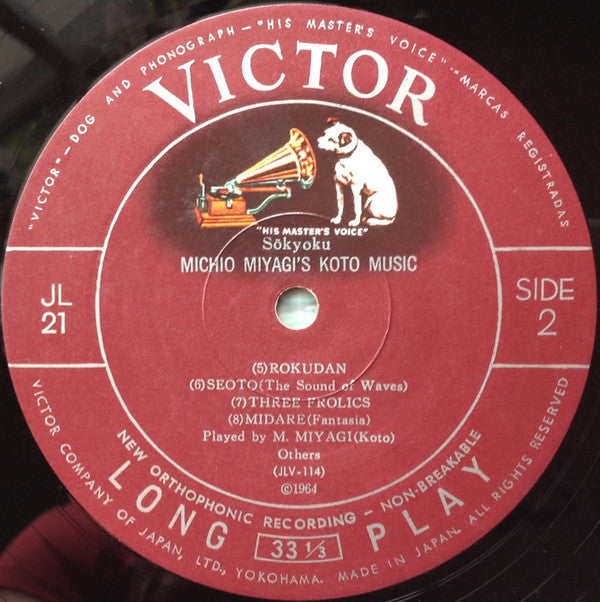 "VICTOR" – DOG AND PHONOGRAPH – "HIS MASTER'S VOICE" – MARCAS REGISTRADAS
VICTOR
"HIS MASTER'S VOICE"
Sōkyoku
MICHIO MIYAGI'S KOTO MUSIC
JL
21
SIDE
2
(5)ROKUDAN
(6)SEOTO(The Sound of Waves)
(7)THREE FROLICS
(8)MIDARE(Fantasia)
Played by M. MIYAGI(Koto)
Others
(JLV-114)
©1964
NEW ORTHOPHONIC RECORDING – NON-BREAKABLE
LONG PLAY
33 1/3
VICTOR COMPANY OF JAPAN, LTD., YOKOHAMA. MADE IN JAPAN. ALL RIGHTS RESERVED